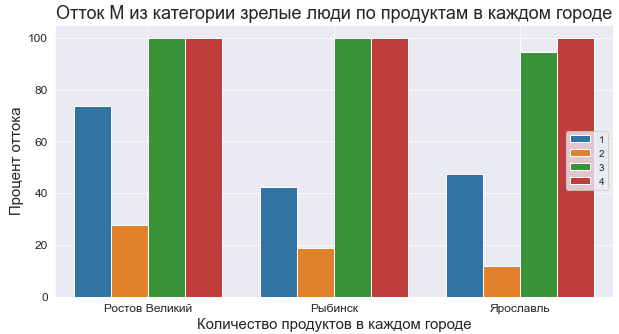 Отток М из категории зрелые люди по продуктам в каждом городе
Процент оттока
100
80
60
40
20
0
1
2
3
4
Ростов Великий
Рыбинск
Ярославль
Количество продуктов в каждом городе